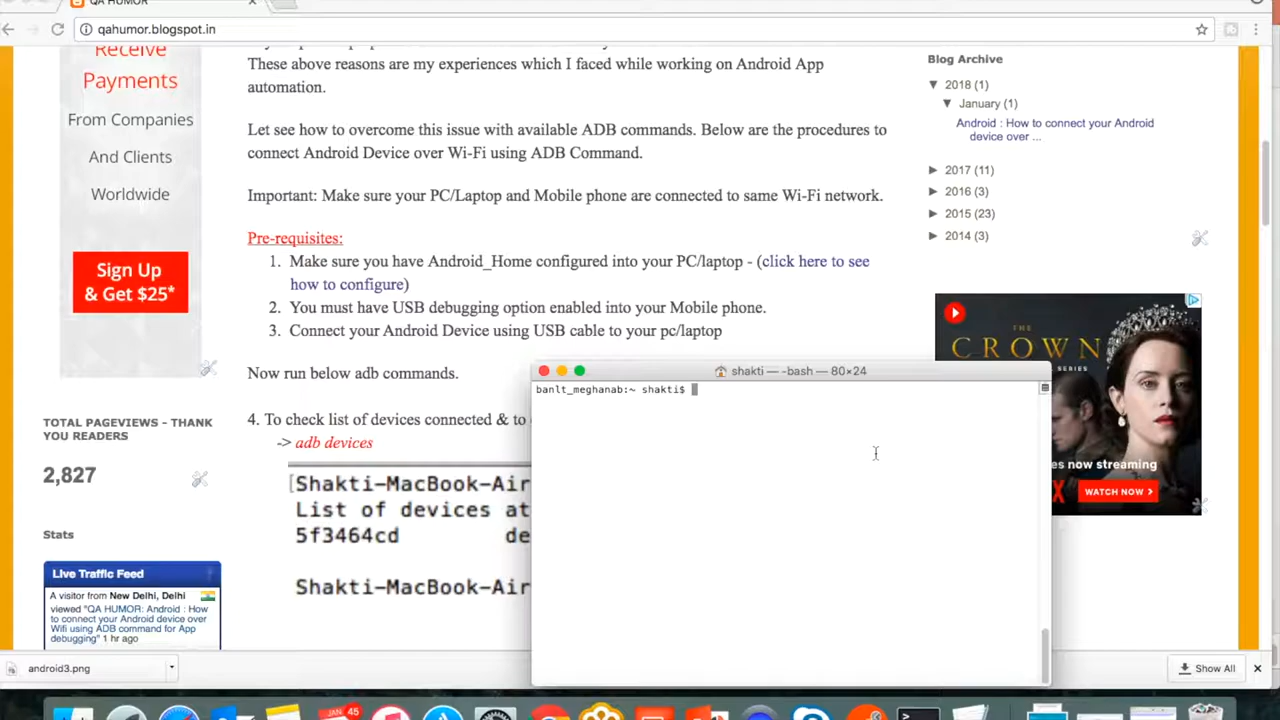 QA HUMOR
qahumor.blogspot.in
Receive
Payments
From Companies
And Clients
Worldwide
Sign Up
& Get $25*
TOTAL PAGEVIEWS - THANK
YOU READERS
2,827
Stats
Live Traffic Feed
A visitor from New Delhi, Delhi
viewed "QA HUMOR: Android : How
to connect your Android device over
Wifi using ADB command for App
debugging" 1 hr ago
These above reasons are my experiences which I faced while working on Android App
automation.
Let see how to overcome this issue with available ADB commands. Below are the procedures to
connect Android Device over Wi-Fi using ADB Command.
Important: Make sure your PC/Laptop and Mobile phone are connected to same Wi-Fi network.
Pre-requisites:
1. Make sure you have Android_Home configured into your PC/laptop - (click here to see
how to configure)
2. You must have USB debugging option enabled into your Mobile phone.
3. Connect your Android Device using USB cable to your pc/laptop
Now run below adb commands.
4. To check list of devices connected & to
-> adb devices
Shakti-MacBook-Air
List of devices at
5f3464cd de
Shakti-MacBook-Air
shakti — -bash — 80×24
banlt_meghanab:~ shakti$
Blog Archive
▼ 2018 (1)
▼ January (1)
Android : How to connect your Android
device over ...
► 2017 (11)
► 2016 (3)
► 2015 (23)
► 2014 (3)
THE
CROWN
SERIES
es now streaming
WATCH NOW >
android3.png
Show All
JAN 45